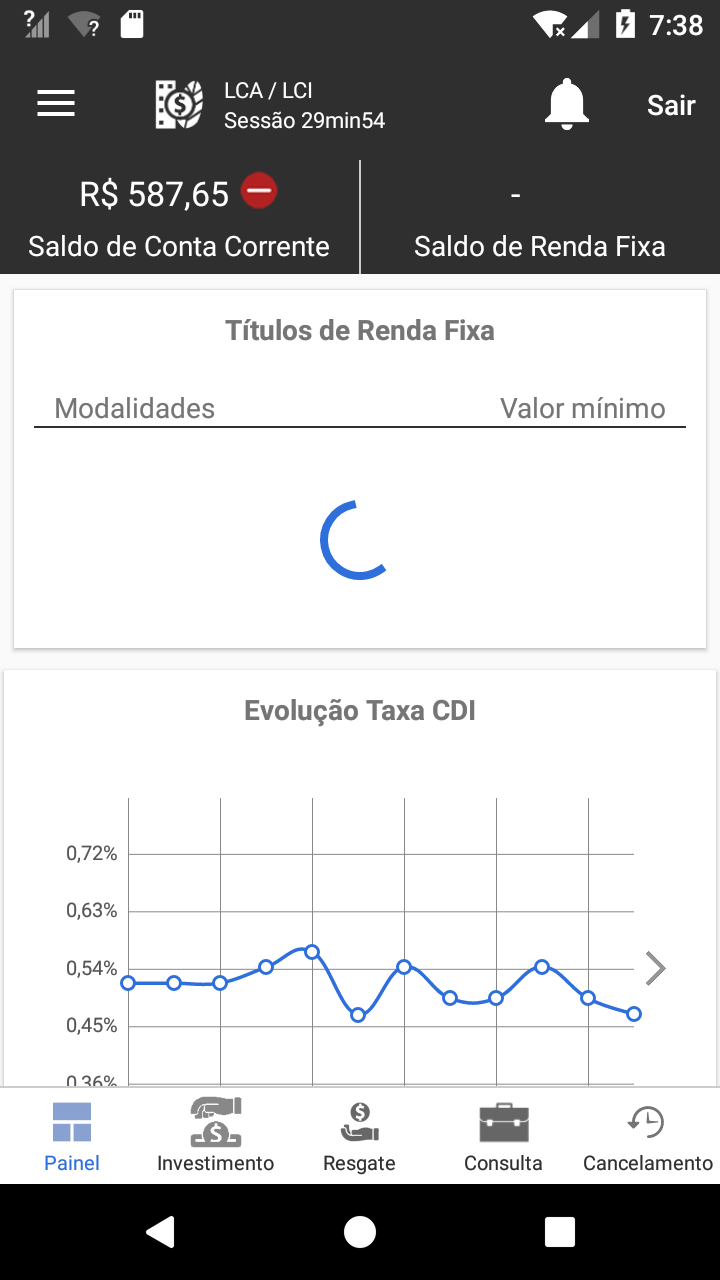 7:38
LCA / LCI
Sessão 29min54
Sair
R$ 587,65
-
Saldo de Conta Corrente
Saldo de Renda Fixa
Títulos de Renda Fixa
Modalidades
Valor mínimo
Evolução Taxa CDI
0,72%
0,63%
0,54%
0,45%
0,36%
Painel
Investimento
Resgate
Consulta
Cancelamento